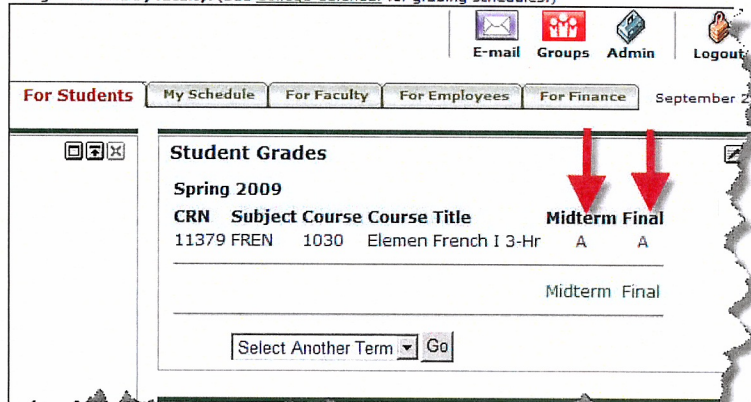 E-mail Groups Admin Logout
For Students My Schedule For Faculty For Employees For Finance September
Student Grades
Spring 2009
CRN Subject Course Course Title Midterm Final
11379 FREN 1030 Elemen French I 3-Hr A A
Midterm Final
Select Another Term Go